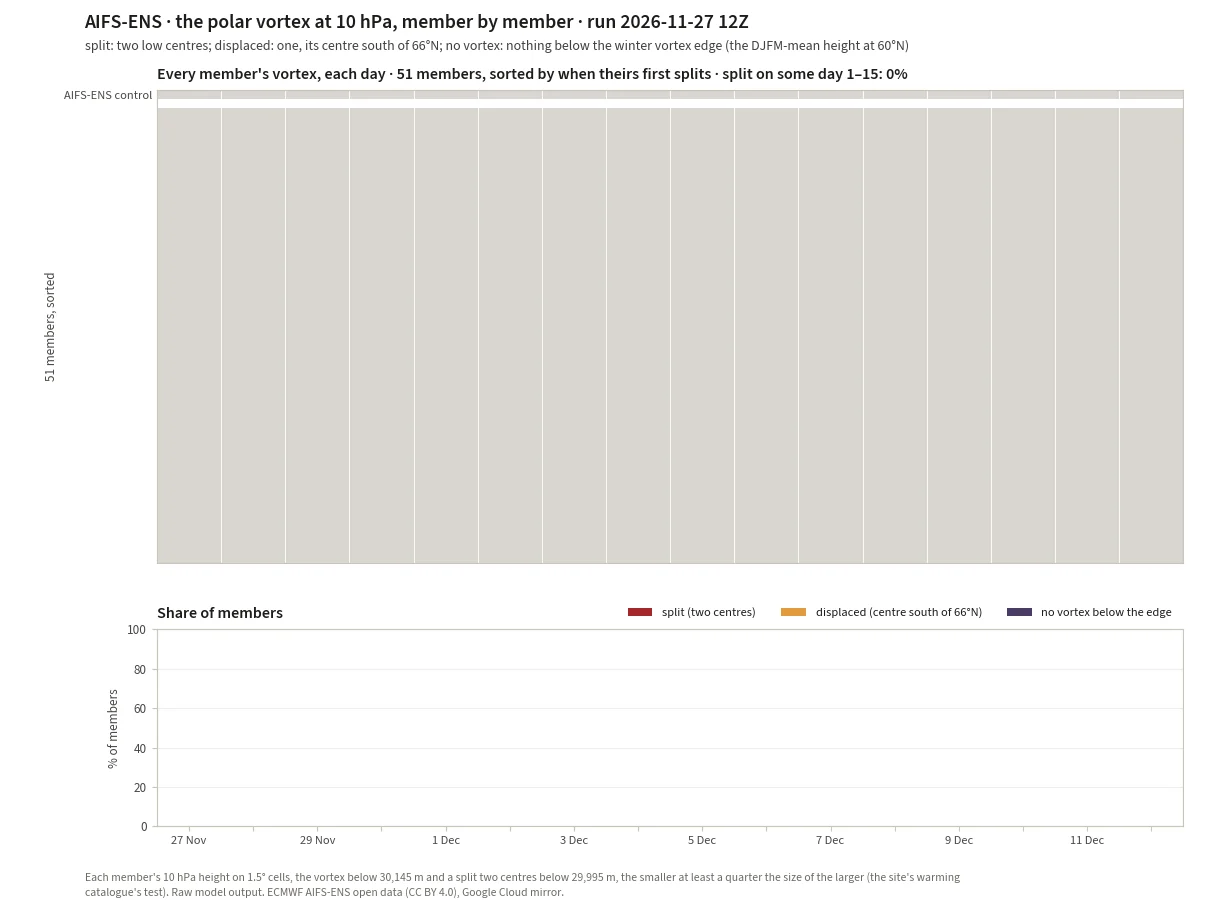 AIFS-ENS · the polar vortex at 10 hPa, member by member · run 2026-11-27 12Z
split: two low centres; displaced: one, its centre south of 66°N; no vortex: nothing below the winter vortex edge (the DJFM-mean height at 60°N)
Every member's vortex, each day · 51 members, sorted by when theirs first splits · split on some day 1–15: 0%
AIFS-ENS control
51 members, sorted
Share of members
split (two centres)
displaced (centre south of 66°N)
no vortex below the edge
100
80
60
40
20
0
% of members
27 Nov
29 Nov
1 Dec
3 Dec
5 Dec
7 Dec
9 Dec
11 Dec
Each member's 10 hPa height on 1.5° cells, the vortex below 30,145 m and a split two centres below 29,995 m, the smaller at least a quarter the size of the larger (the site's warming
catalogue's test). Raw model output. ECMWF AIFS-ENS open data (CC BY 4.0), Google Cloud mirror.